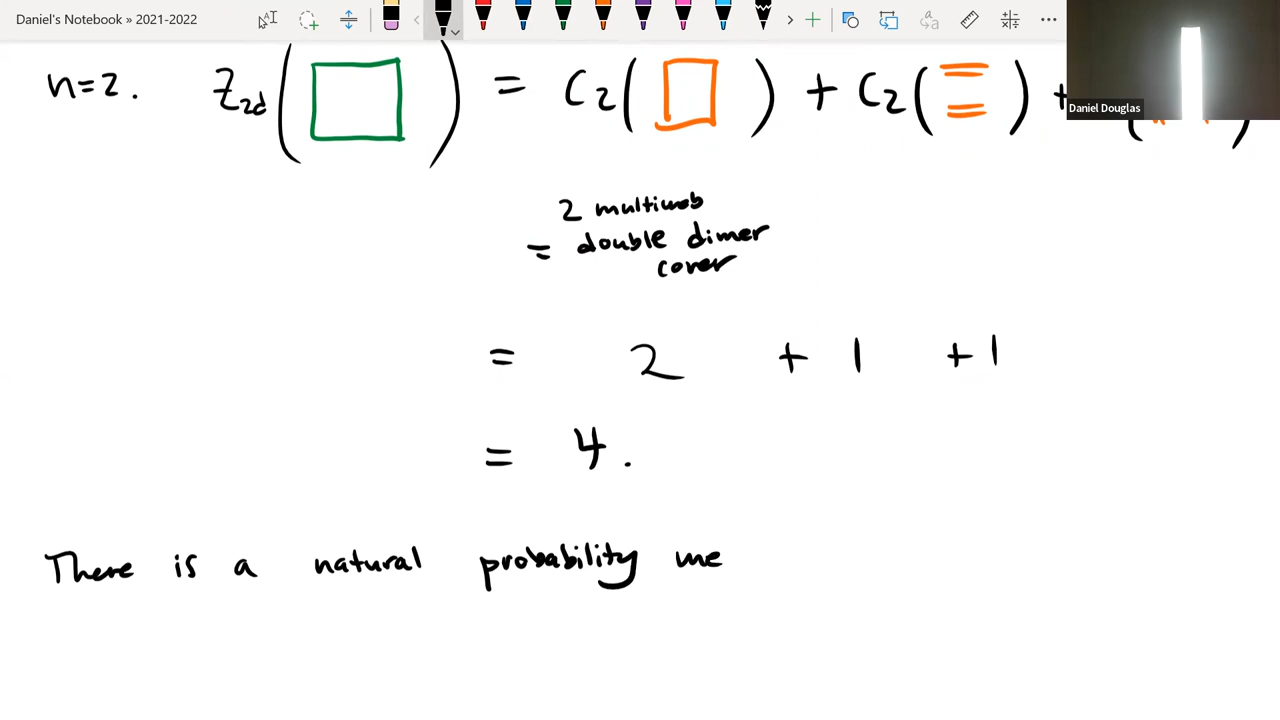 Daniel's Notebook » 2021-2022
Daniel Douglas
n=2. Z2d( ) = C2( ) + C2( ) + ( )
2 multiweb
= double dimer
cover
= 2 + 1 + 1
= 4.
There is a natural probability me